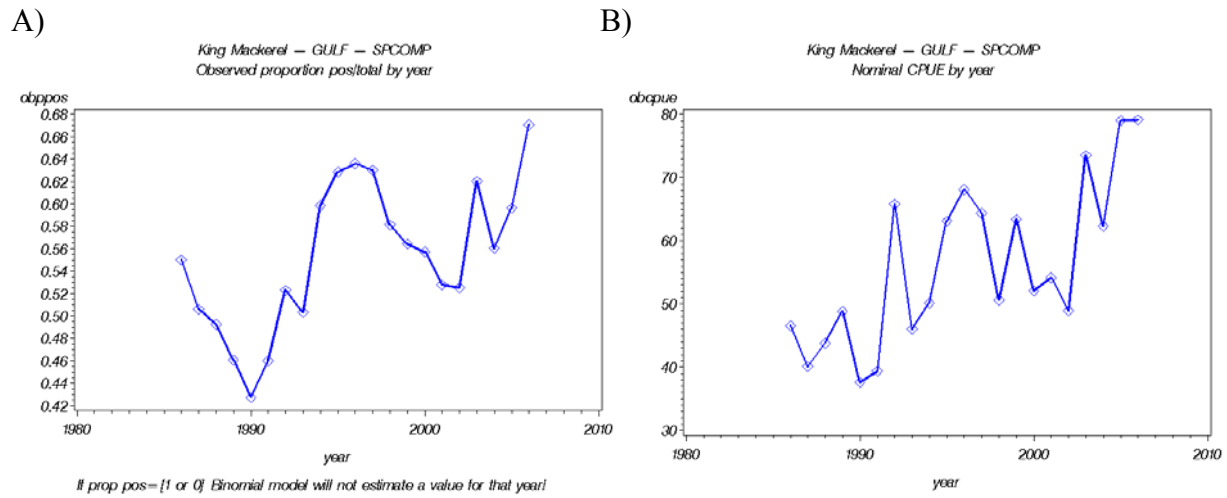 A)
King Mackerel – GULF – SPCOMP
Observed proportion pos/total by year
obppos
0.68
0.66
0.64
0.62
0.60
0.58
0.56
0.54
0.52
0.50
0.48
0.46
0.44
0.42
1980
1990
2000
2010
year
If prop pos=[1 or 0] Binomial model will not estimate a value for that year!
B)
King Mackerel – GULF – SPCOMP
Nominal CPUE by year
obcpue
80
70
60
50
40
30
1980
1990
2000
2010
year